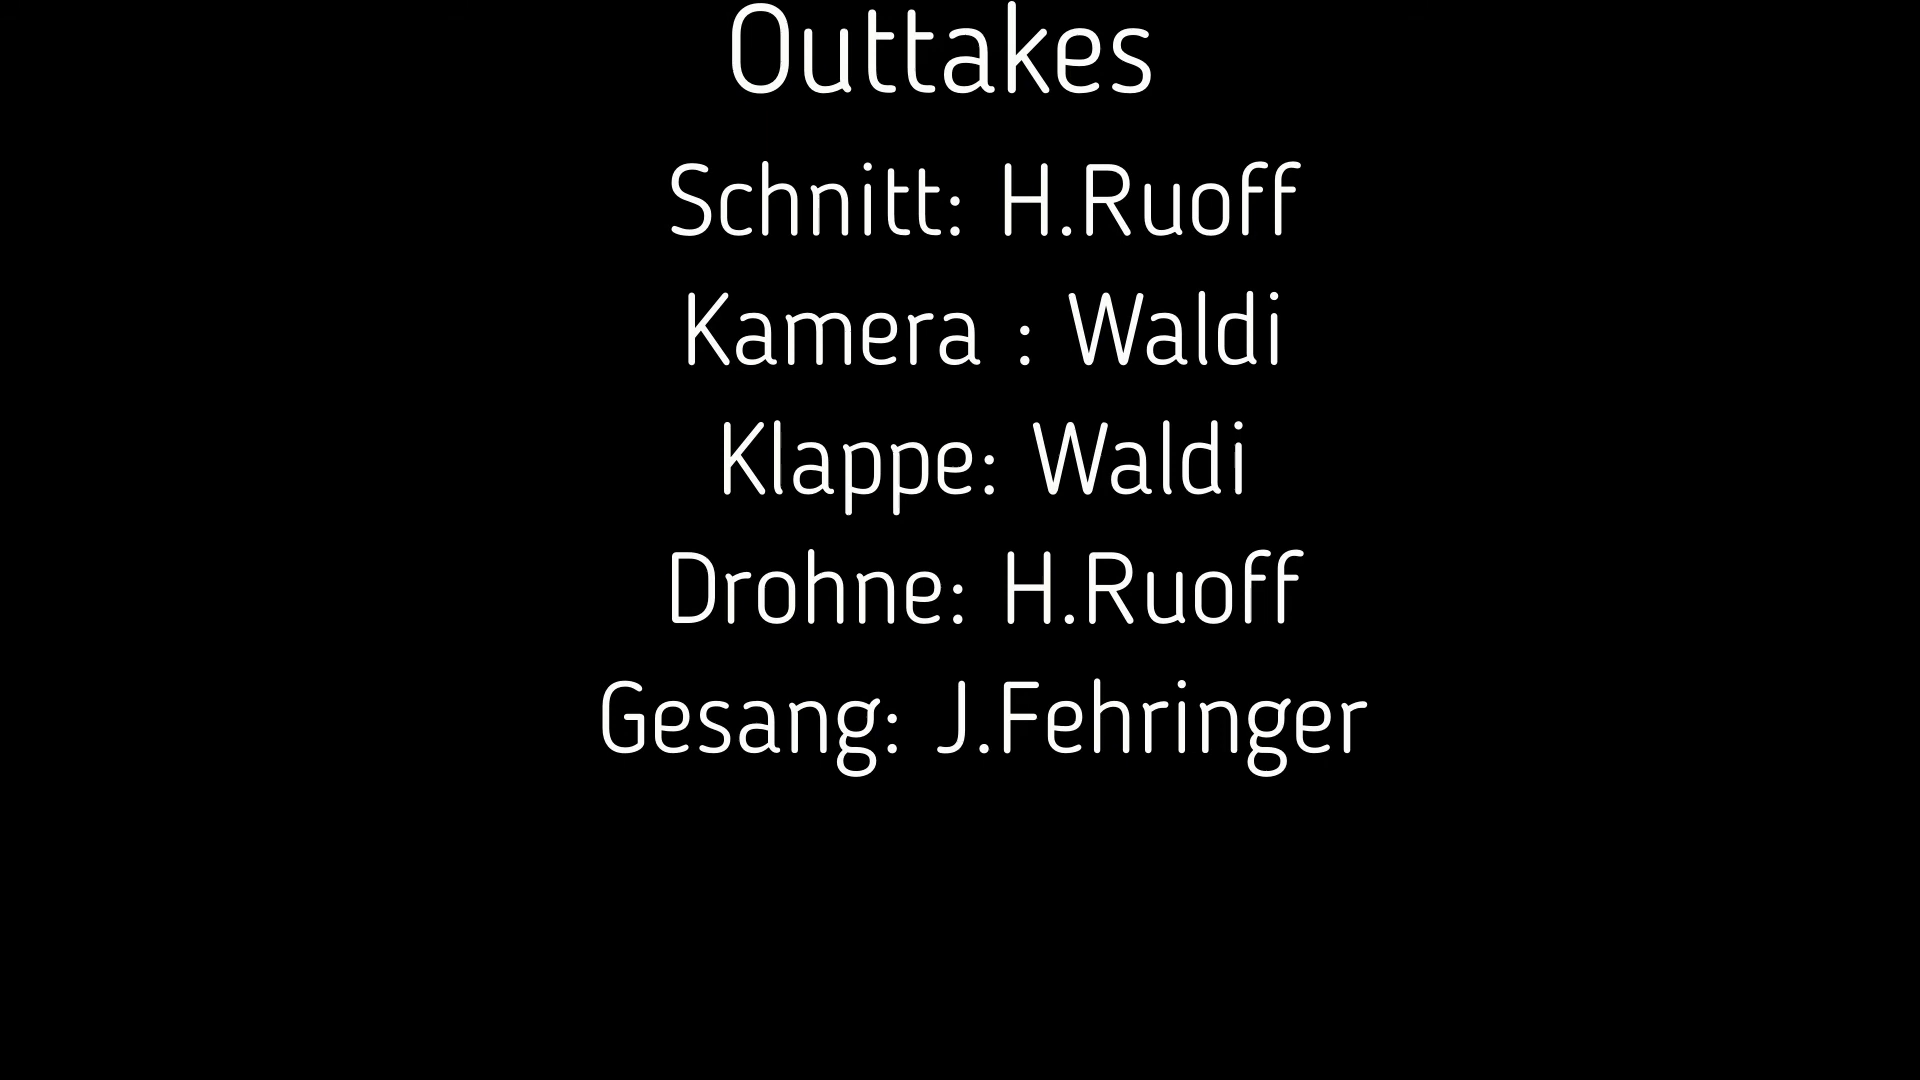 Outtakes
Schnitt: H.Ruoff
Kamera : Waldi
Klappe: Waldi
Drohne: H.Ruoff
Gesang: J.Fehringer